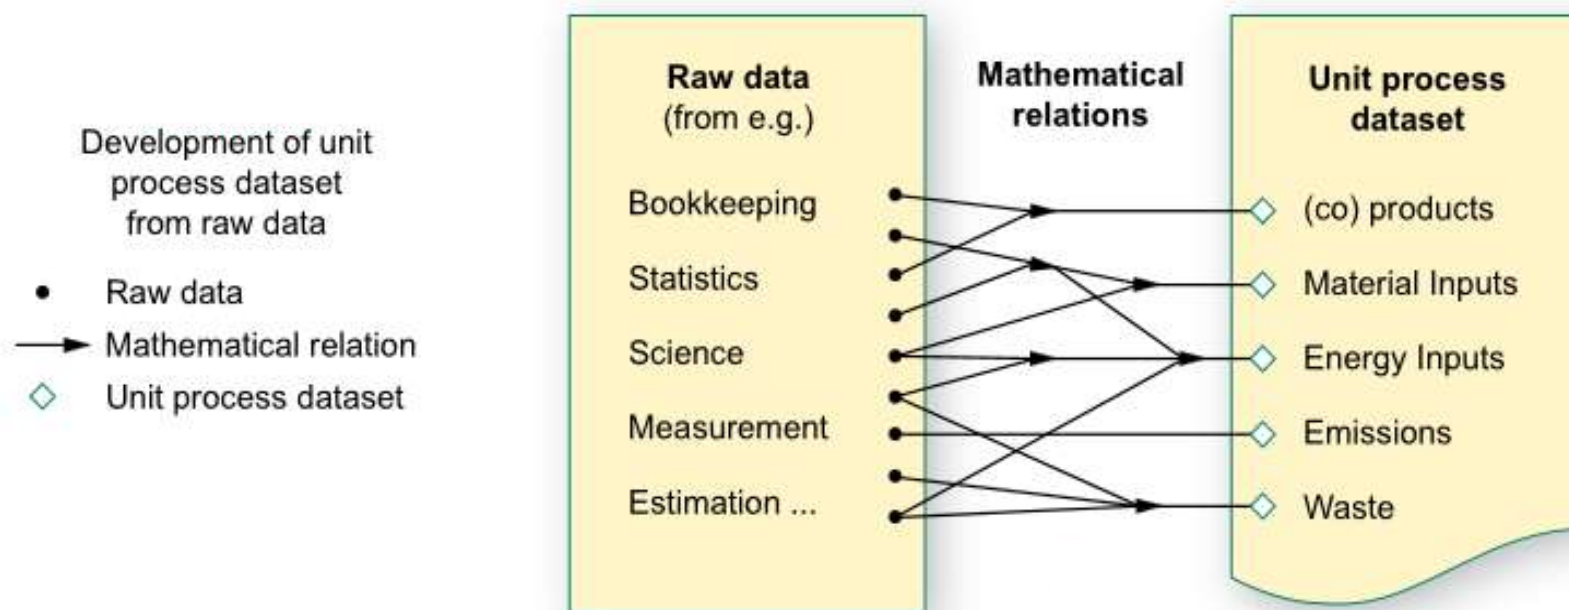 Development of unit
process dataset
from raw data
Raw data
Mathematical relation
Unit process dataset
Raw data
(from e.g.)
Bookkeeping
Statistics
Science
Measurement
Estimation ...
Mathematical
relations
Unit process
dataset
(co) products
Material Inputs
Energy Inputs
Emissions
Waste